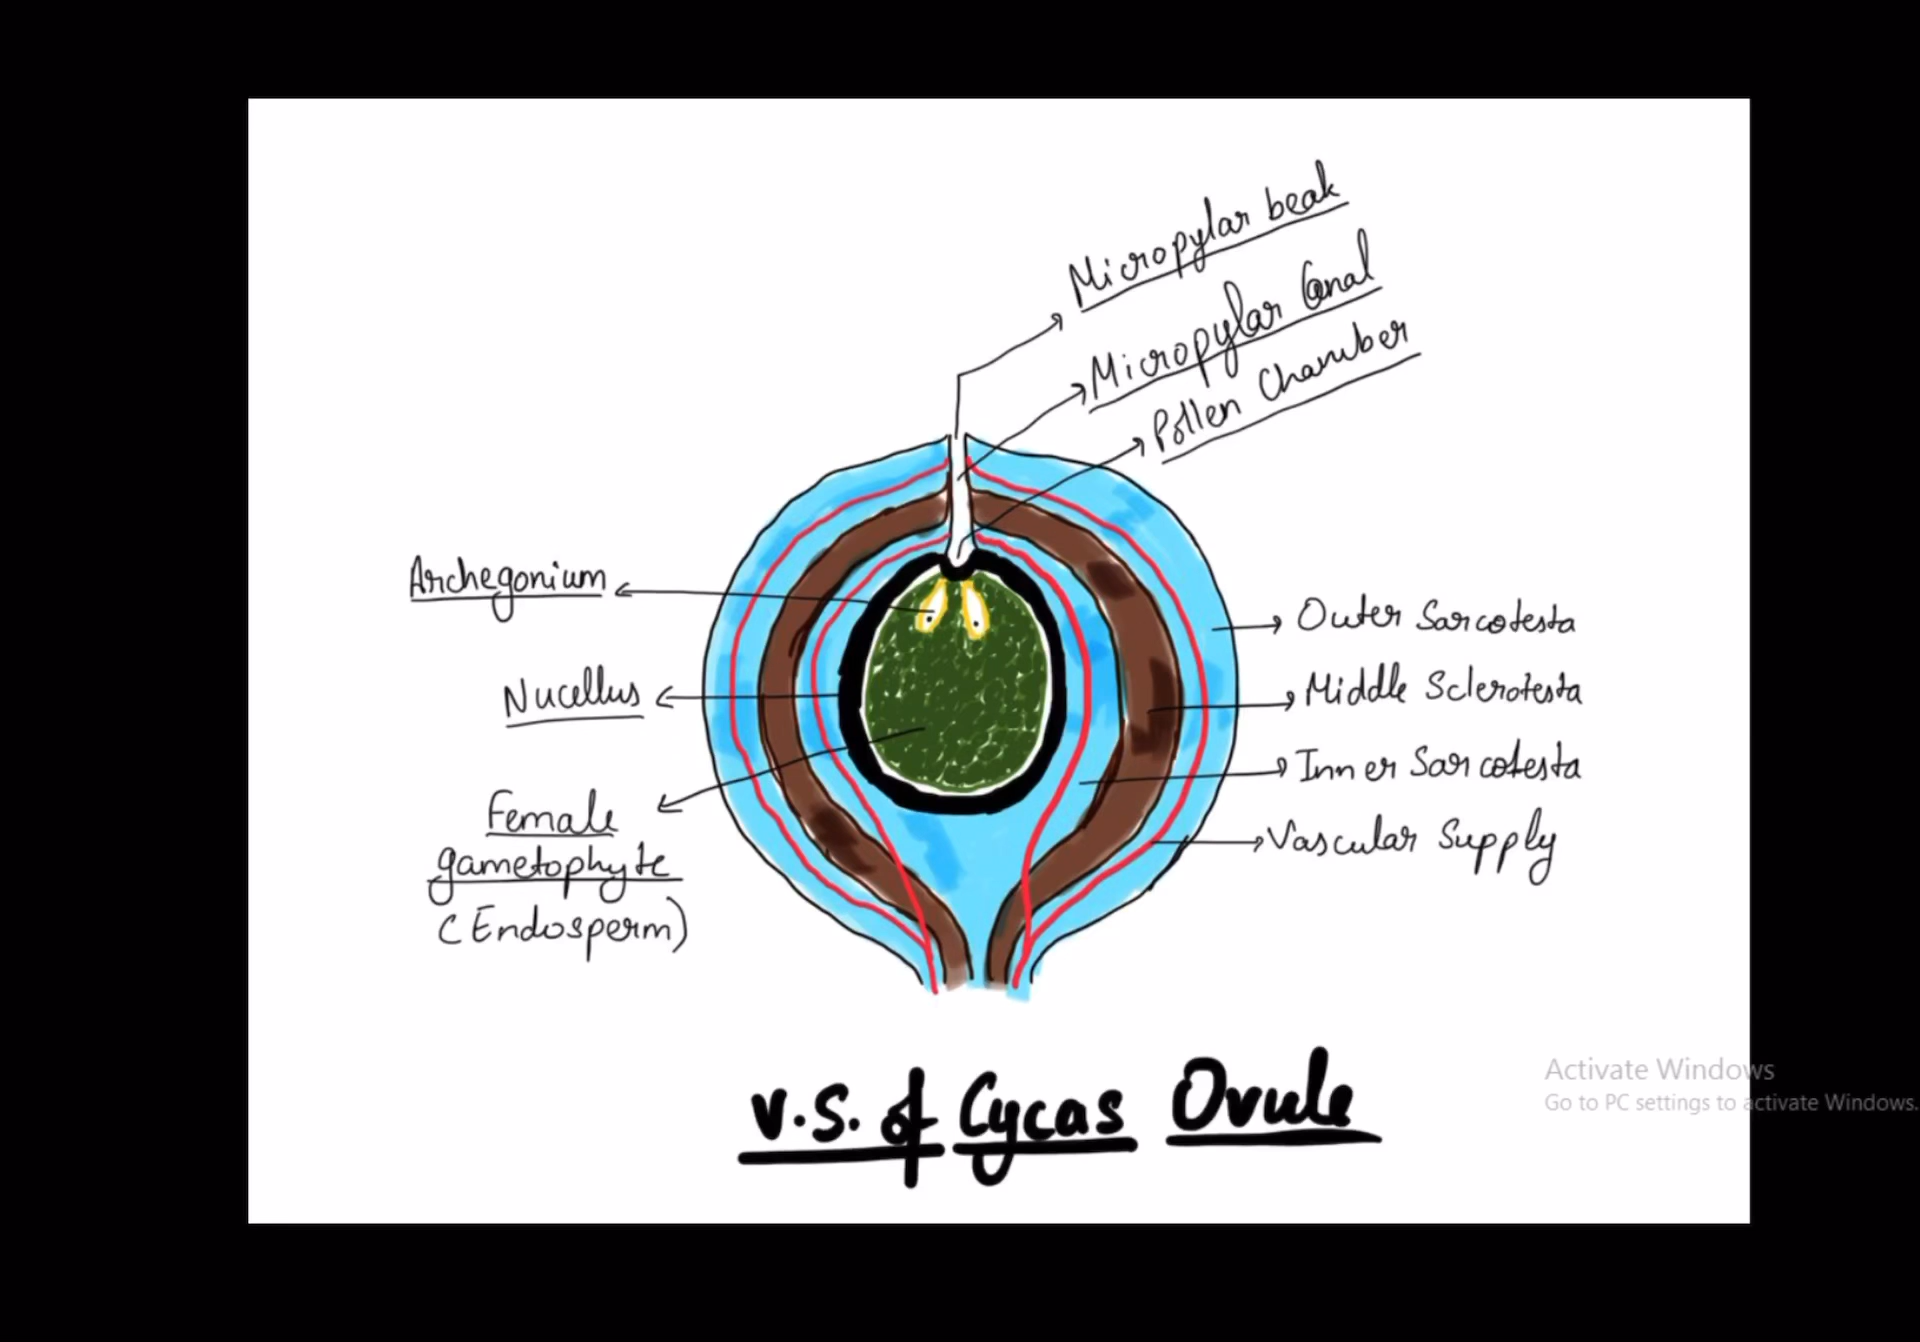 Micropylar beak
Micropylar Canal
Pollen Chamber
Archegonium
Nucellus
Female
gametophyte
(Endosperm)
Outer Sarcotesta
Middle Sclerotesta
Inner Sarcotesta
Vascular Supply
V.S. of Cycas Ovule
Activate Windows
Go to PC settings to activate Windows.